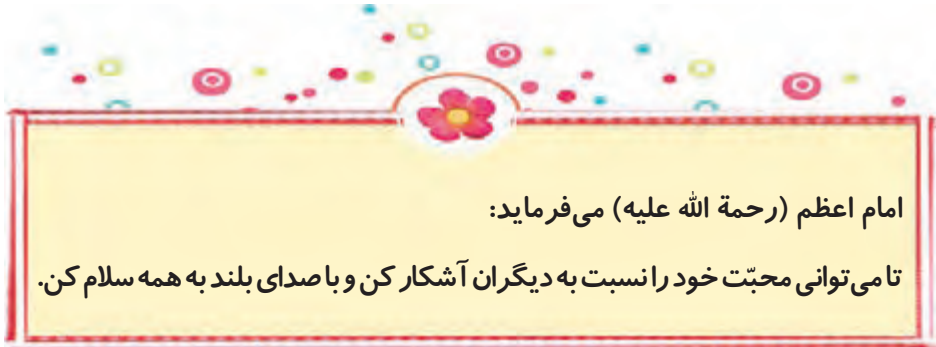 امام اعظم (رحمة الله علیه) می‌فرماید:
تا می‌توانی محبّت خود را نسبت به دیگران آشکار کن و با صدای بلند به همه سلام کن.